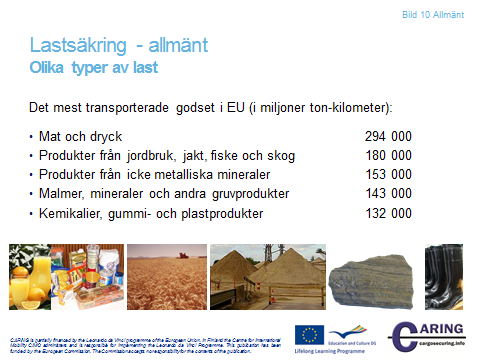 Bild 10 Allmänt
Lastsäkring - allmänt
Olika typer av last
Det mest transporterade godset i EU (i miljoner ton-kilometer):
• Mat och dryck 294 000
• Produkter från jordbruk, jakt, fiske och skog 180 000
• Produkter från icke metalliska mineraler 153 000
• Malmer, mineraler och andra gruvprodukter 143 000
• Kemikalier, gummi- och plastprodukter 132 000
CARING is partially financed by the Leonardo da Vinci programme of the European Union. In Finland the Centre for International
Mobility CIMO administers and is responsible for implementing the Leonardo da Vinci Programme. This publication has been
funded by the European Commission. The Commission accepts no responsibility for the contents of the publication.
Education and Culture DG
Lifelong Learning Programme
CARING
cargosecuring.info